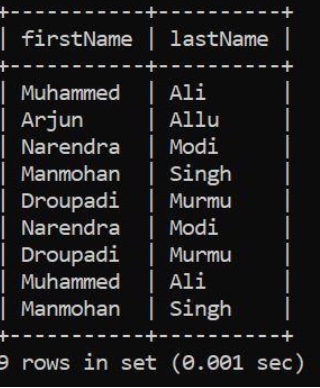 +-----------+----------+
| firstName | lastName |
+-----------+----------+
| Muhammed  | Ali      |
| Arjun     | Allu     |
| Narendra  | Modi     |
| Manmohan  | Singh    |
| Droupadi  | Murmu    |
| Narendra  | Modi     |
| Droupadi  | Murmu    |
| Muhammed  | Ali      |
| Manmohan  | Singh    |
+-----------+----------+
9 rows in set (0.001 sec)